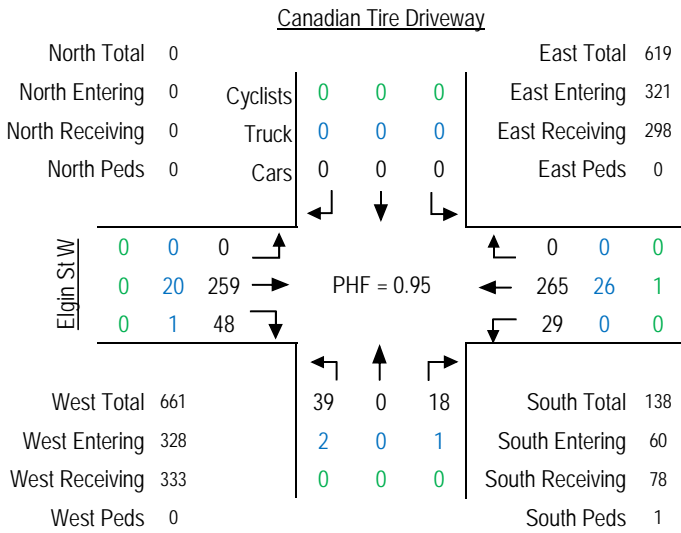 Canadian Tire Driveway
North Total 0
East Total 619
North Entering 0
Cyclists 0 0 0
East Entering 321
North Receiving 0
Truck 0 0 0
East Receiving 298
North Peds 0
Cars 0 0 0
East Peds 0
Elgin St W
0 0 0
0 0 0
0 20 259
PHF = 0.95
265 26 1
0 1 48
29 0 0
West Total 661
39 0 18
South Total 138
West Entering 328
2 0 1
South Entering 60
West Receiving 333
0 0 0
South Receiving 78
West Peds 0
South Peds 1